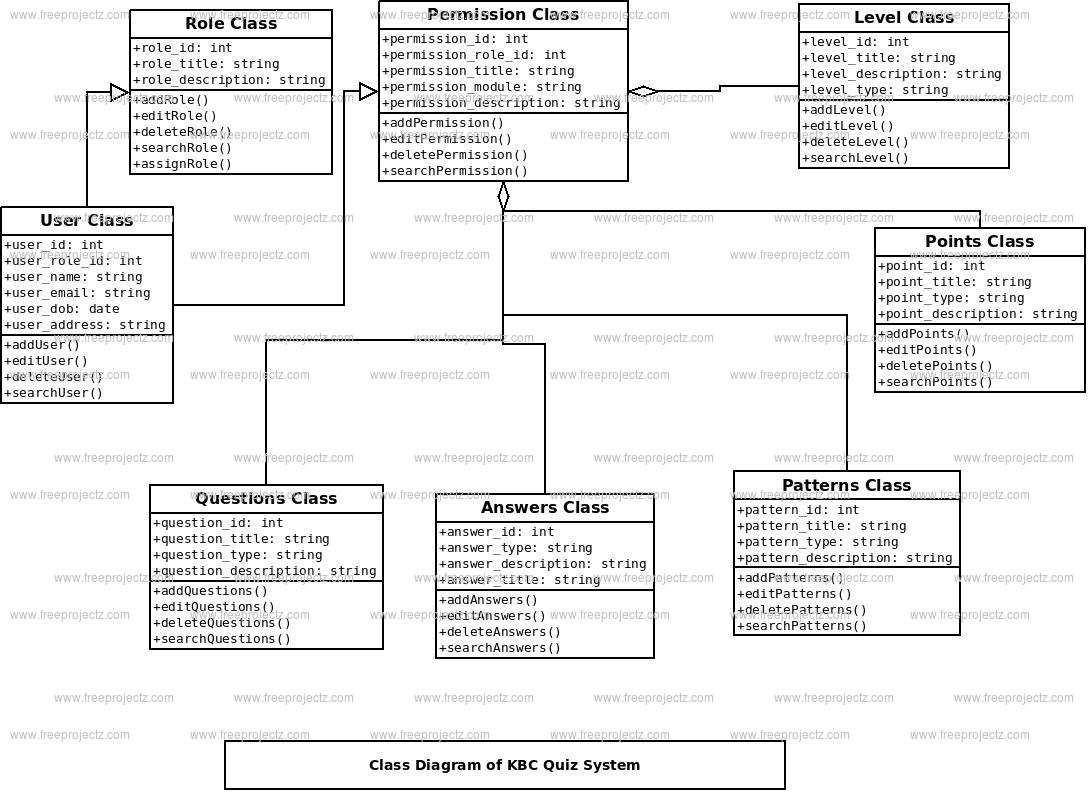 Role Class
+role_id: int
+role_title: string
+role_description: string
+addRole()
+editRole()
+deleteRole()
+searchRole()
+assignRole()
Permission Class
+permission_id: int
+permission_role_id: int
+permission_title: string
+permission_module: string
+permission_description: string
+addPermission()
+editPermission()
+deletePermission()
+searchPermission()
Level Class
+level_id: int
+level_title: string
+level_description: string
+level_type: string
+addLevel()
+editLevel()
+deleteLevel()
+searchLevel()
User Class
+user_id: int
+user_role_id: int
+user_name: string
+user_email: string
+user_dob: date
+user_address: string
+addUser()
+editUser()
+deleteUser()
+searchUser()
Points Class
+point_id: int
+point_title: string
+point_type: string
+point_description: string
+addPoints()
+editPoints()
+deletePoints()
+searchPoints()
Questions Class
+question_id: int
+question_title: string
+question_type: string
+question_description: string
+addQuestions()
+editQuestions()
+deleteQuestions()
+searchQuestions()
Answers Class
+answer_id: int
+answer_type: string
+answer_description: string
+answer_title: string
+addAnswers()
+editAnswers()
+deleteAnswers()
+searchAnswers()
Patterns Class
+pattern_id: int
+pattern_title: string
+pattern_type: string
+pattern_description: string
+addPatterns()
+editPatterns()
+deletePatterns()
+searchPatterns()
Class Diagram of KBC Quiz System
www.freeprojectz.com